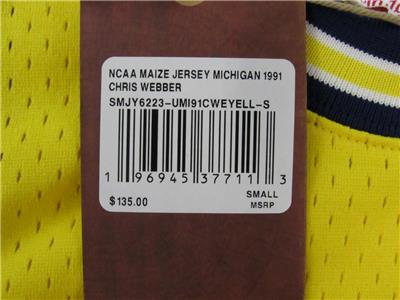 NCAA MAIZE JERSEY MICHIGAN 1991
CHRIS WEBBER
SMJY6223-UMI91CWEYELL-S
1 96945 37711 3
$135.00
SMALL
MSRP